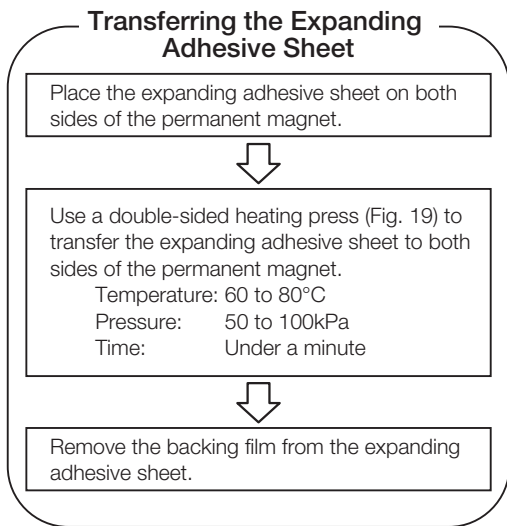 Transferring the Expanding
Adhesive Sheet
Place the expanding adhesive sheet on both
sides of the permanent magnet.
Use a double-sided heating press (Fig. 19) to
transfer the expanding adhesive sheet to both
sides of the permanent magnet.
Temperature: 60 to 80°C
Pressure: 50 to 100kPa
Time: Under a minute
Remove the backing film from the expanding
adhesive sheet.